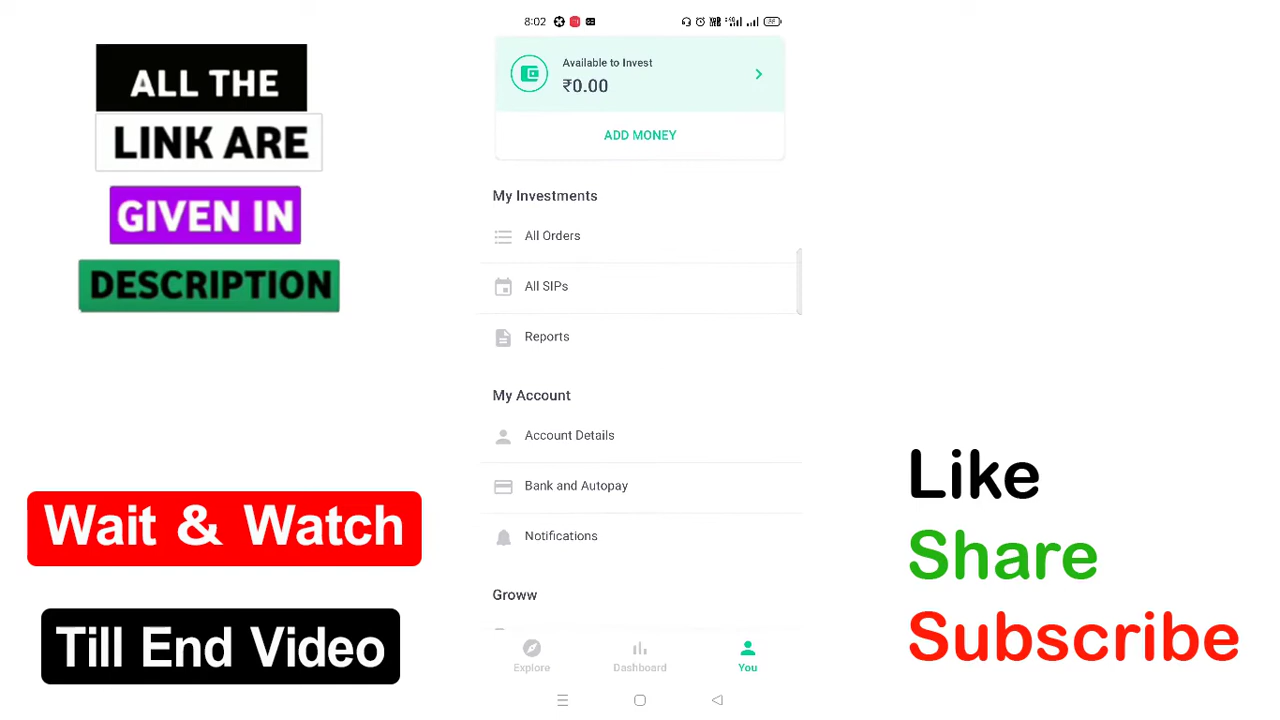 ALL THE
LINK ARE
GIVEN IN
DESCRIPTION
Wait & Watch
Till End Video
8:02
Available to Invest
₹0.00
ADD MONEY
My Investments
All Orders
All SIPs
Reports
My Account
Account Details
Bank and Autopay
Notifications
Groww
Explore
Dashboard
You
Like
Share
Subscribe